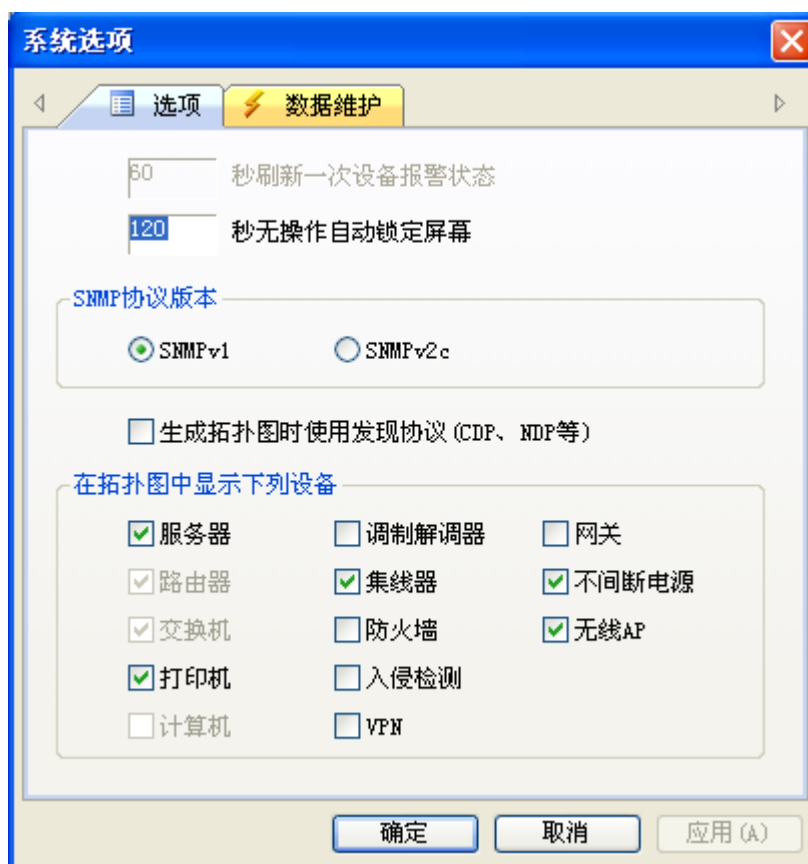 系统选项
选项 数据维护
60 秒刷新一次设备报警状态
120 秒无操作自动锁定屏幕
SNMP协议版本
SNMPv1 SNMPv2c
生成拓扑图时使用发现协议(CDP、NDP等)
在拓扑图中显示下列设备
服务器 调制解调器 网关
路由器 集线器 不间断电源
交换机 防火墙 无线AP
打印机 入侵检测
计算机 VPN
确定 取消 应用(A)